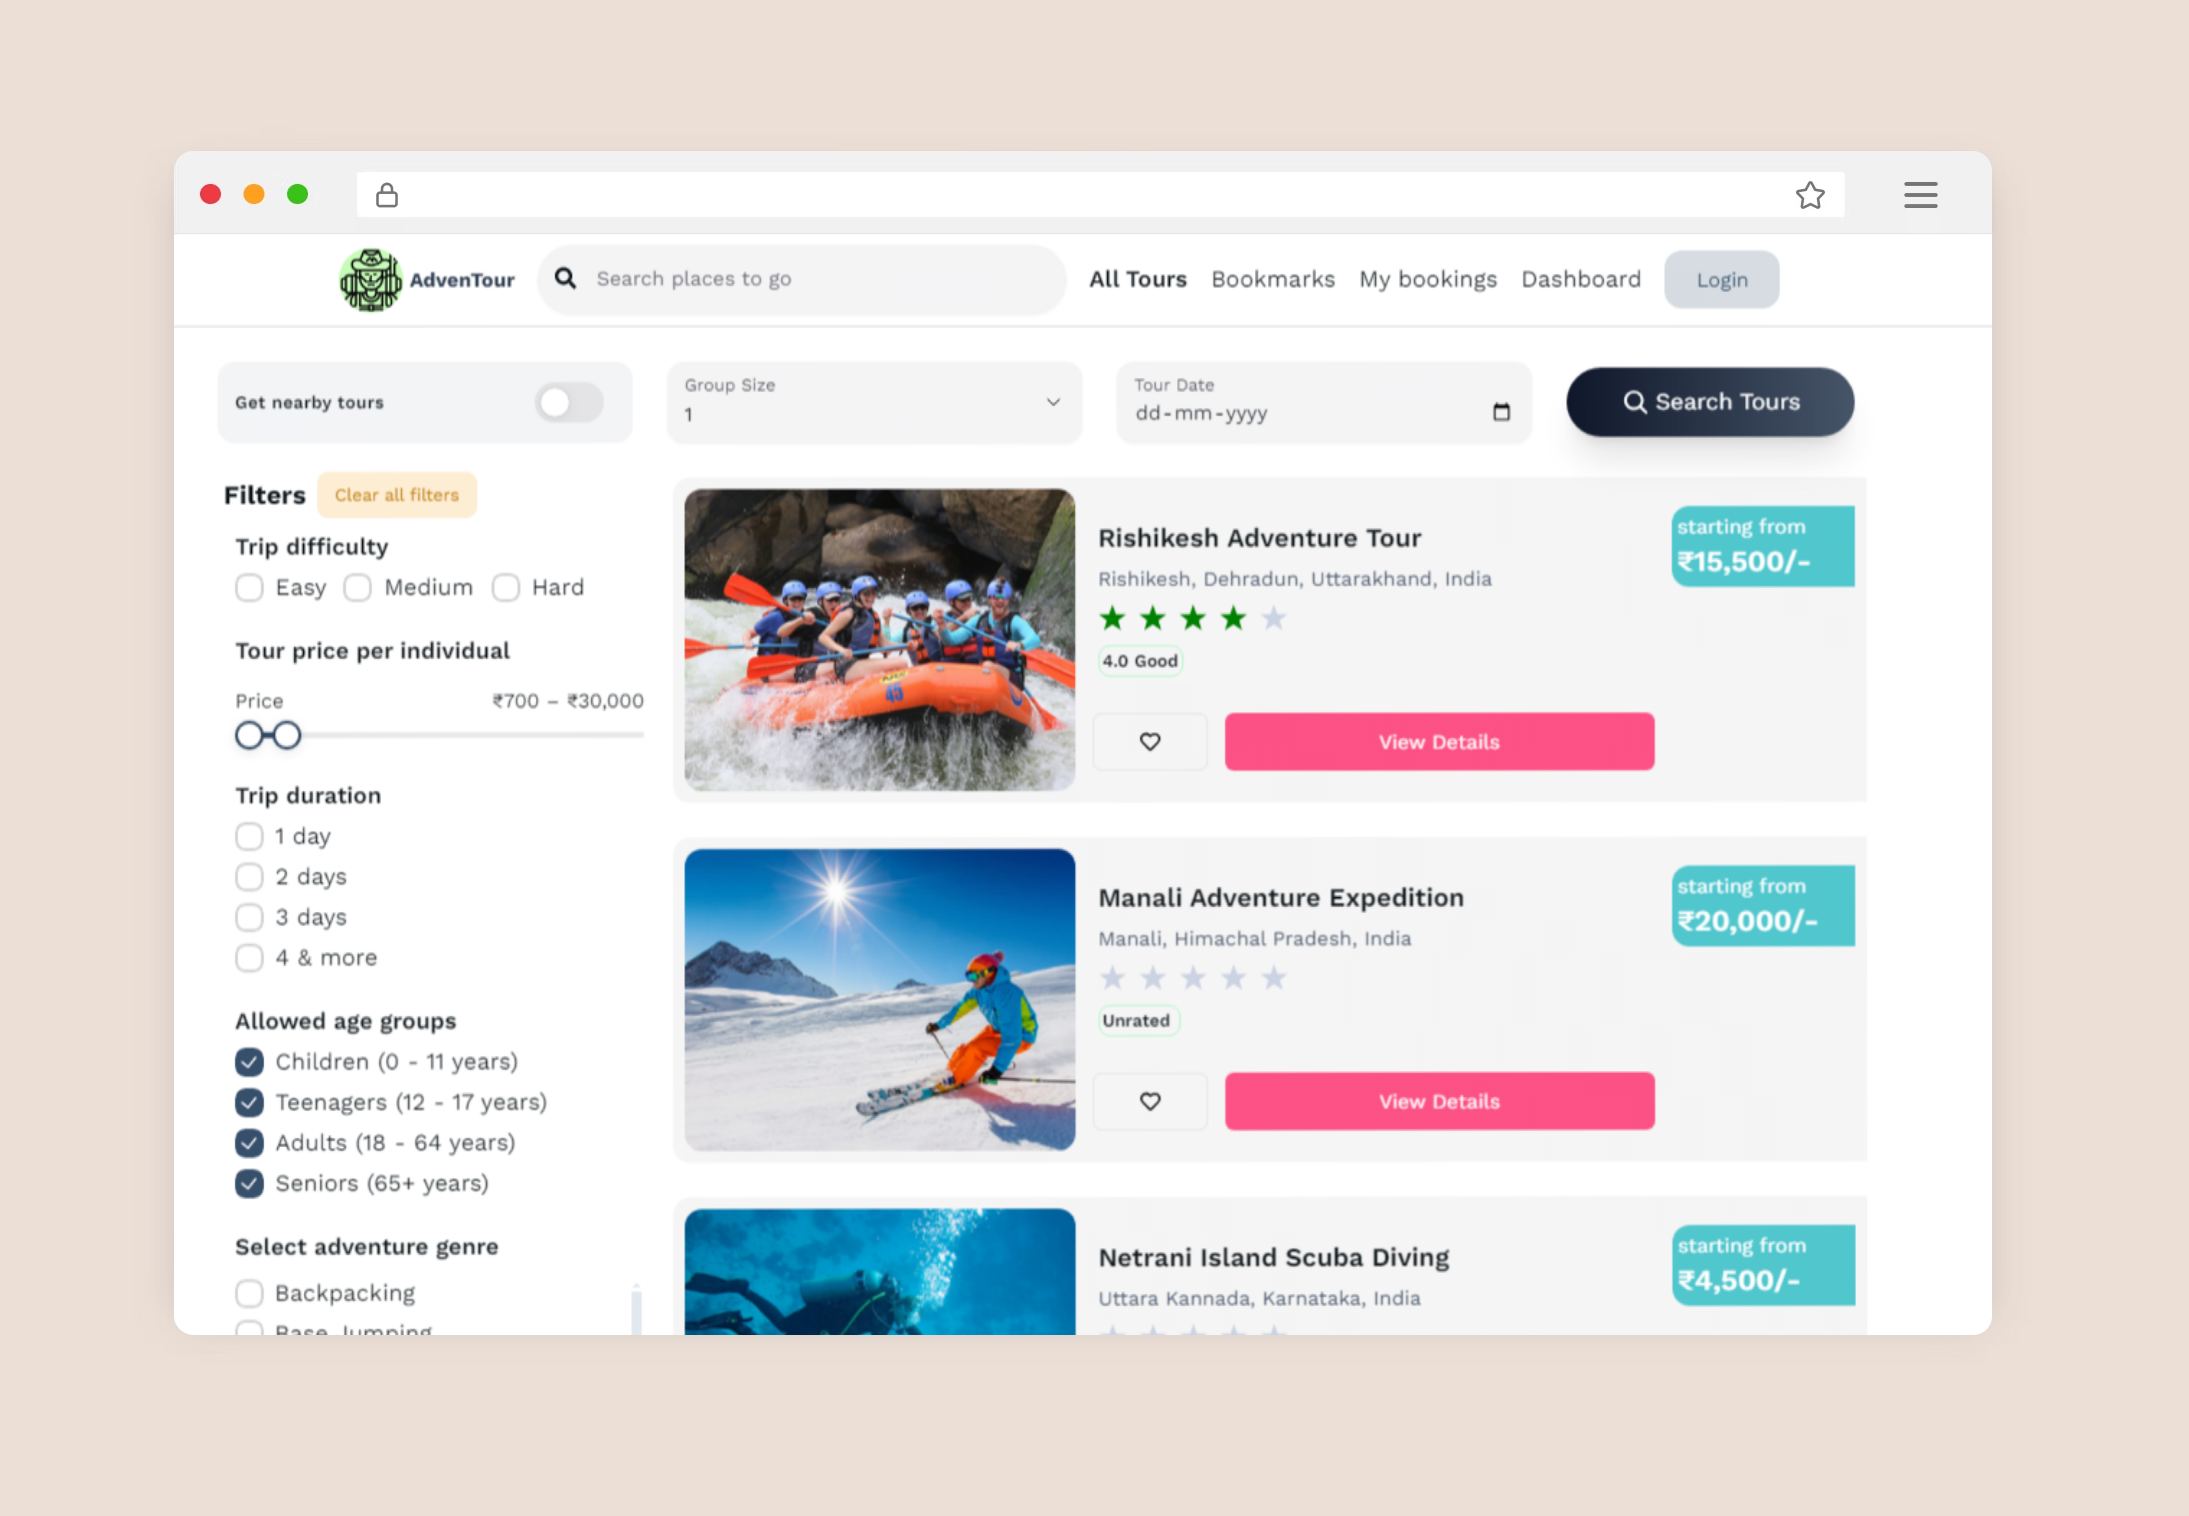 AdvenTour
Search places to go
All Tours Bookmarks My bookings Dashboard Login
Get nearby tours
Group Size
1
Tour Date
dd-mm-yyyy
Search Tours
Filters Clear all filters
Trip difficulty
Easy Medium Hard
Tour price per individual
Price ₹700 – ₹30,000
Trip duration
1 day
2 days
3 days
4 & more
Allowed age groups
Children (0 - 11 years)
Teenagers (12 - 17 years)
Adults (18 - 64 years)
Seniors (65+ years)
Select adventure genre
Backpacking
Base Jumping
Rishikesh Adventure Tour
Rishikesh, Dehradun, Uttarakhand, India
4.0 Good
View Details
starting from
₹15,500/-
45
Manali Adventure Expedition
Manali, Himachal Pradesh, India
Unrated
View Details
starting from
₹20,000/-
Netrani Island Scuba Diving
Uttara Kannada, Karnataka, India
starting from
₹4,500/-